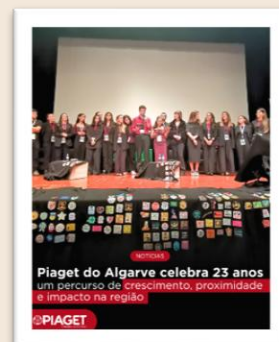 NOTÍCIAS
Piaget do Algarve celebra 23 anos
um percurso de crescimento, proximidade
e impacto na região
PIAGET